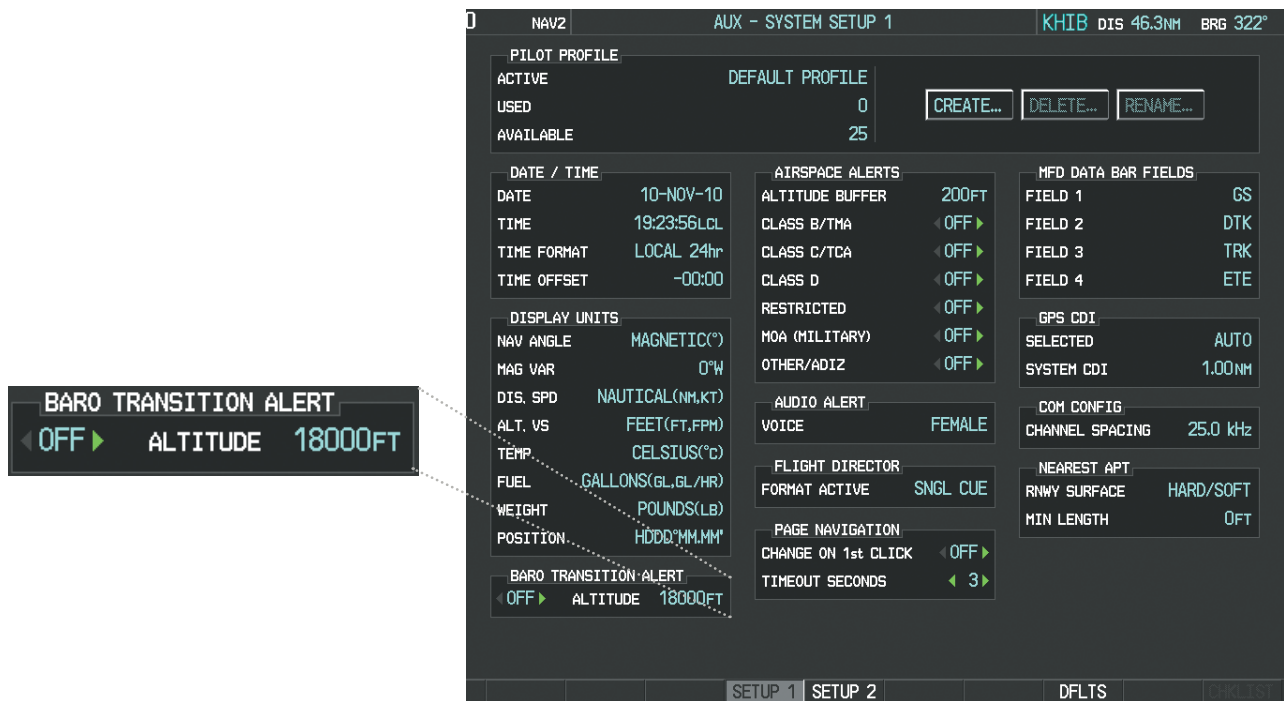 NAV2 AUX - SYSTEM SETUP 1 KHIB DIS 46.3NM BRG 322°
PILOT PROFILE
ACTIVE DEFAULT PROFILE
USED 0
AVAILABLE 25
CREATE... DELETE... RENAME...
DATE / TIME
DATE 10-NOV-10
TIME 19:23:56LCL
TIME FORMAT LOCAL 24hr
TIME OFFSET -00:00
DISPLAY UNITS
NAV ANGLE MAGNETIC(°)
MAG VAR 0°W
DIS, SPD NAUTICAL(NM,KT)
ALT, VS FEET(FT,FPM)
TEMP CELSIUS(°C)
FUEL GALLONS(GL,GL/HR)
WEIGHT POUNDS(LB)
POSITION HDDD°MM.MM'
BARO TRANSITION ALERT
OFF ALTITUDE 18000FT
AIRSPACE ALERTS
ALTITUDE BUFFER 200FT
CLASS B/TMA OFF
CLASS C/TCA OFF
CLASS D OFF
RESTRICTED OFF
MOA (MILITARY) OFF
OTHER/ADIZ OFF
AUDIO ALERT
VOICE FEMALE
FLIGHT DIRECTOR
FORMAT ACTIVE SNGL CUE
PAGE NAVIGATION
CHANGE ON 1st CLICK OFF
TIMEOUT SECONDS 3
MFD DATA BAR FIELDS
FIELD 1 GS
FIELD 2 DTK
FIELD 3 TRK
FIELD 4 ETE
GPS CDI
SELECTED AUTO
SYSTEM CDI 1.00NM
COM CONFIG
CHANNEL SPACING 25.0 kHz
NEAREST APT
RNWY SURFACE HARD/SOFT
MIN LENGTH 0FT
BARO TRANSITION ALERT
OFF ALTITUDE 18000FT
SETUP 1 SETUP 2 DFLTS CHKLIST